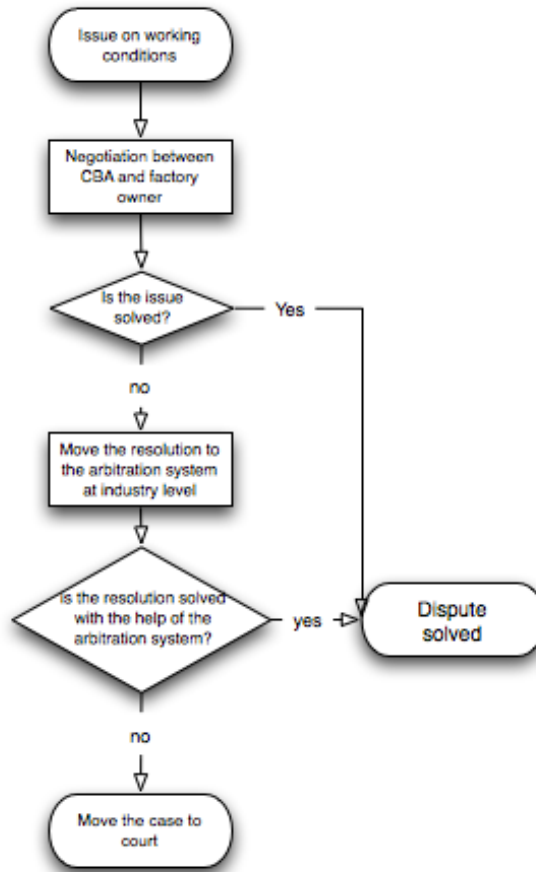 Issue on working
conditions
Negotiation between
CBA and factory
owner
Is the issue
solved?
Yes
no
Move the resolution to
the arbitration system
at industry level
Is the resolution solved
with the help of the
arbitration system?
yes
Dispute
solved
no
Move the case to
court